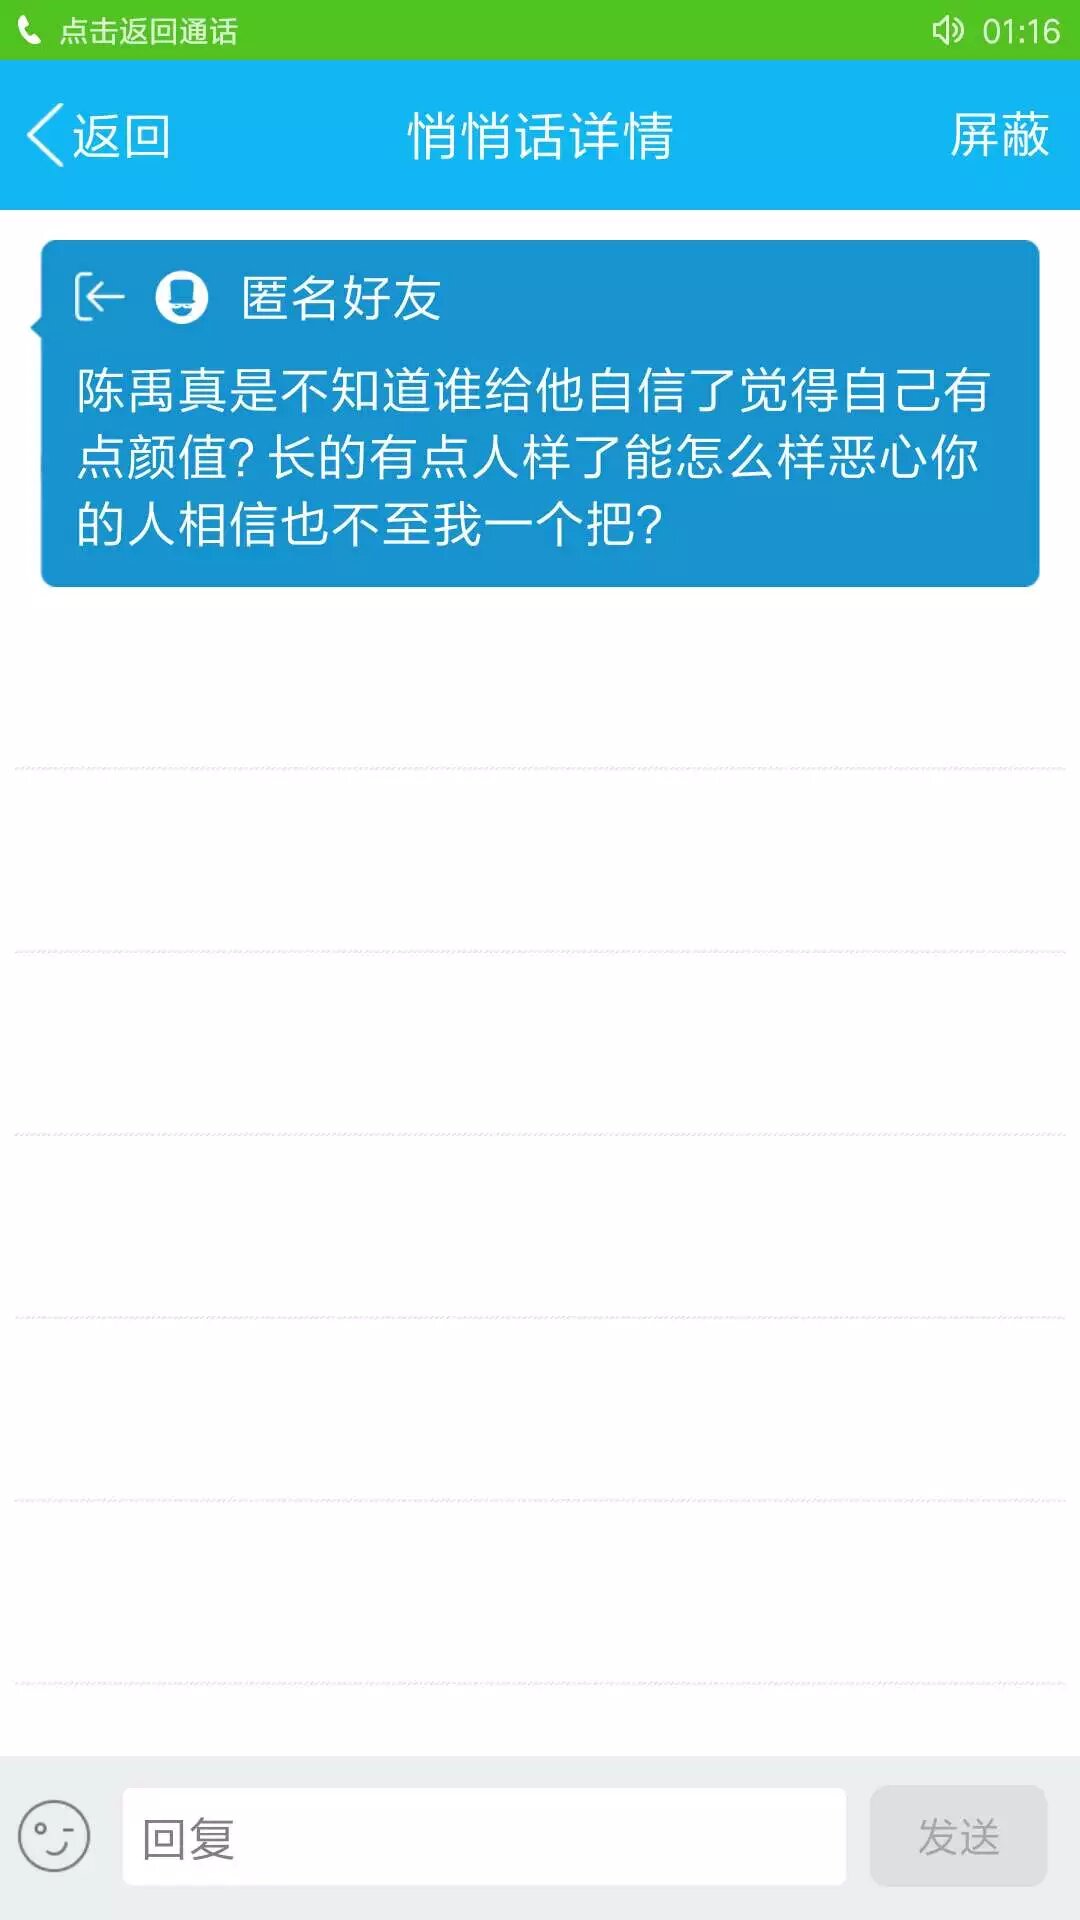 点击返回通话 01:16
返回 悄悄话详情 屏蔽
匿名好友
陈禹真是不知道谁给他自信了觉得自己有
点颜值？长的有点人样了能怎么样恶心你
的人相信也不至我一个把？
回复 发送